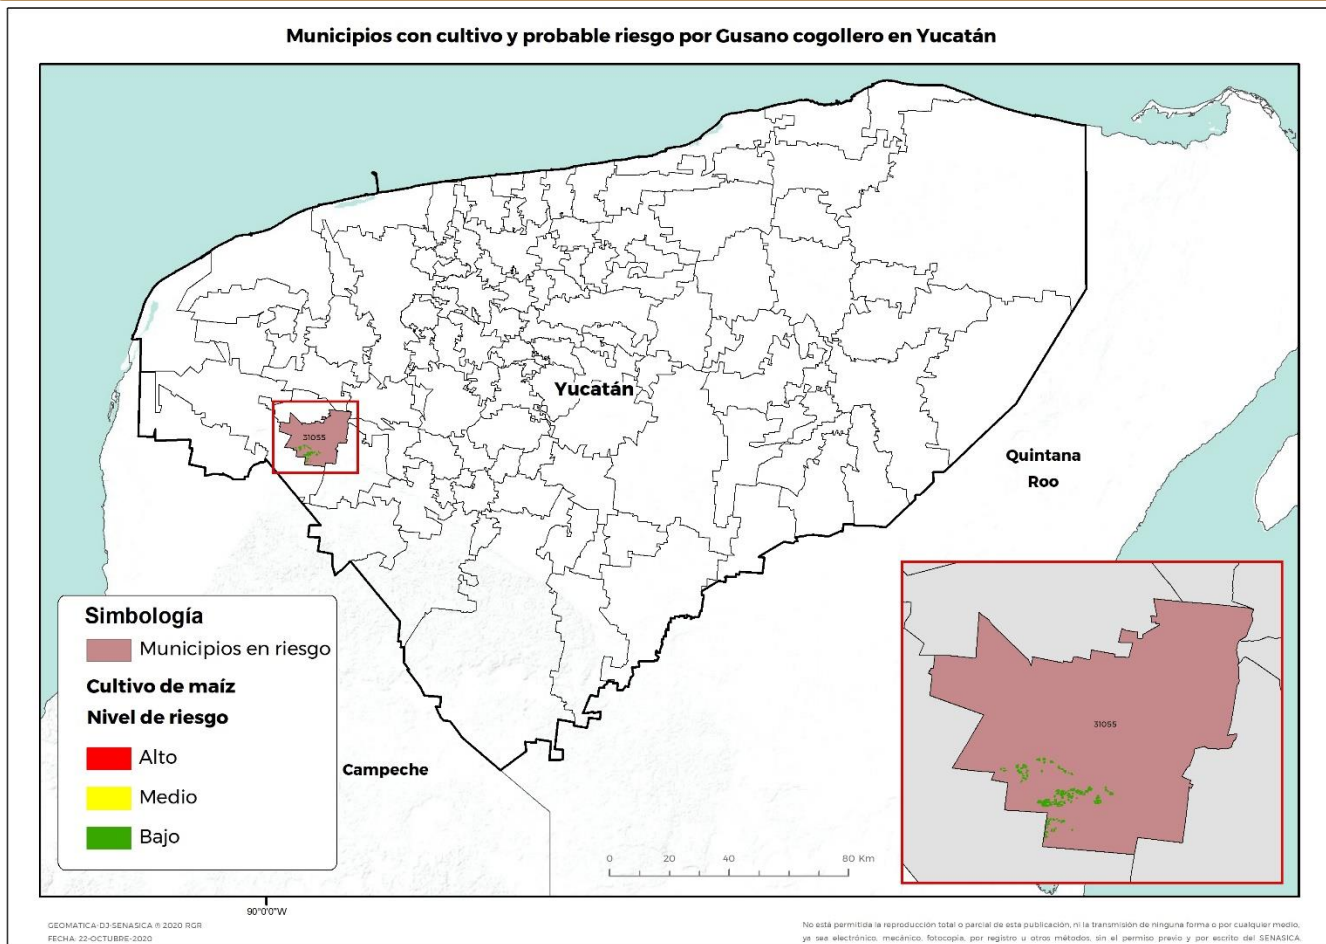 Municipios con cultivo y probable riesgo por Gusano cogollero en Yucatán
Yucatán
31055
Quintana
Roo
Campeche
Simbología
Municipios en riesgo
Cultivo de maíz
Nivel de riesgo
Alto
Medio
Bajo
31055
0 20 40 80 Km
90°0'0"W
GEOMATICA-DJ-SENASICA © 2020 RGR
FECHA: 22-OCTUBRE-2020
No está permitida la reproducción total o parcial de esta publicación, ni la transmisión de ninguna forma o por cualquier medio,
ya sea electrónico, mecánico, fotocopia, por registro u otros métodos, sin el permiso previo y por escrito del SENASICA.